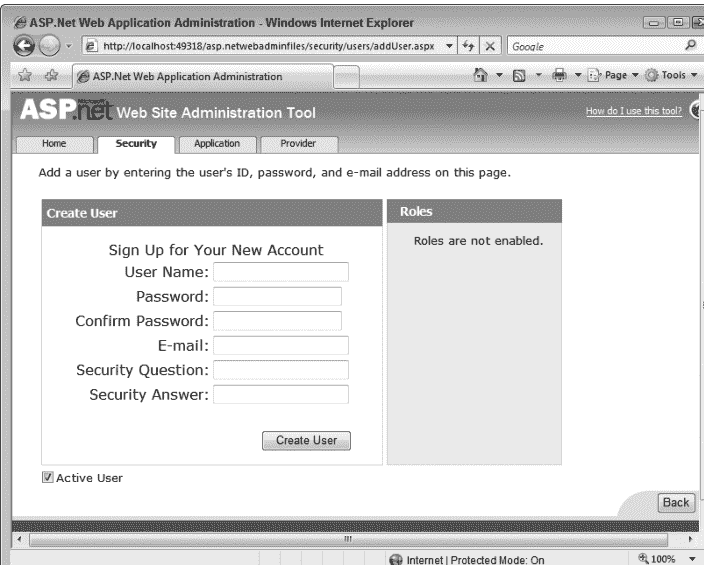 ASP.Net Web Application Administration - Windows Internet Explorer
http://localhost:49318/asp.netwebadminfiles/security/users/addUser.aspx
Google
ASP.Net Web Application Administration
Page
Tools
Microsoft
ASP.net Web Site Administration Tool
How do I use this tool?
Home
Security
Application
Provider
Add a user by entering the user's ID, password, and e-mail address on this page.
Create User
Roles
Sign Up for Your New Account
Roles are not enabled.
User Name:
Password:
Confirm Password:
E-mail:
Security Question:
Security Answer:
Create User
Active User
Back
Internet | Protected Mode: On
100%